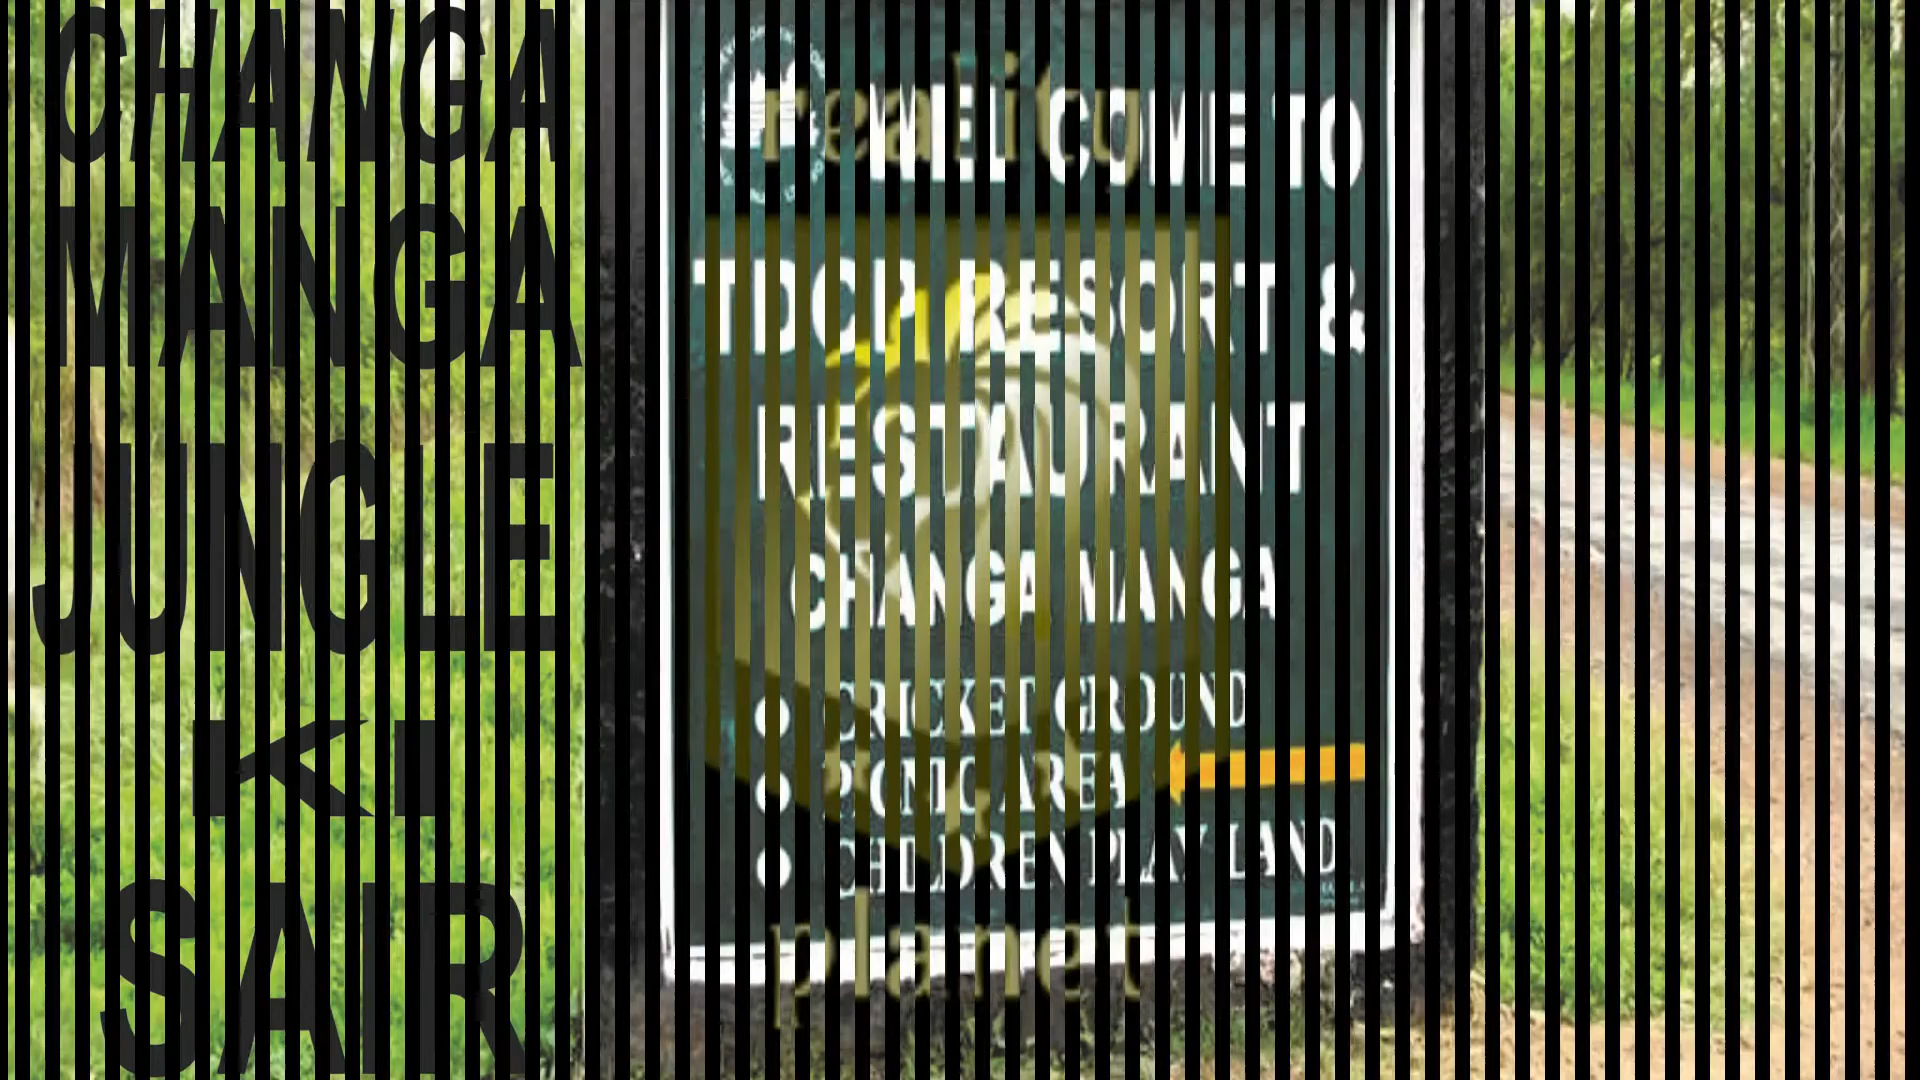 CHANGA
MANGA
JUNGLE
KI
SAIR
reality
WELCOME TO
TDCP RESORT &
RESTAURANT
CHANGA MANGA
CRICKET GROUND
PICNIC AREA
CHILDREN PLAY LAND
planet